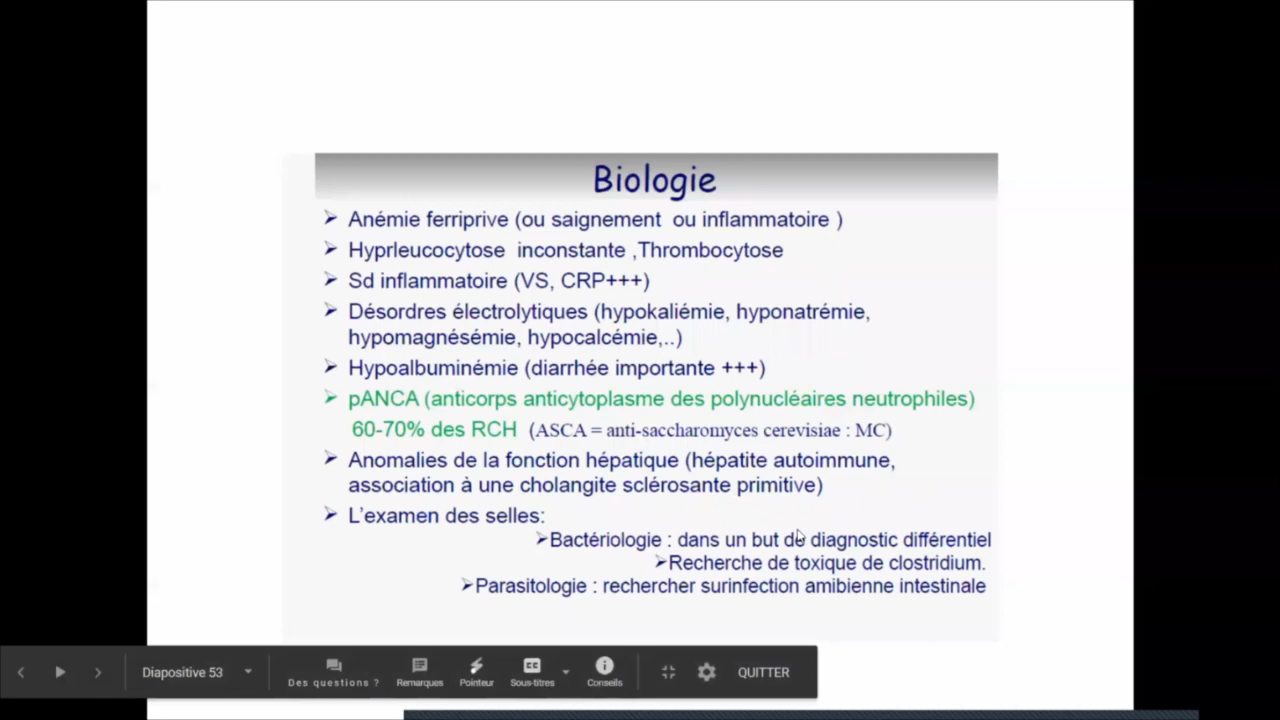 Biologie
➢ Anémie ferriprive (ou saignement ou inflammatoire )
➢ Hyprleucocytose inconstante ,Thrombocytose
➢ Sd inflammatoire (VS, CRP+++)
➢ Désordres électrolytiques (hypokaliémie, hyponatrémie,
hypomagnésémie, hypocalcémie,..)
➢ Hypoalbuminémie (diarrhée importante +++)
➢ pANCA (anticorps anticytoplasme des polynucléaires neutrophiles)
60-70% des RCH (ASCA = anti-saccharomyces cerevisiae : MC)
➢ Anomalies de la fonction hépatique (hépatite autoimmune,
association à une cholangite sclérosante primitive)
➢ L'examen des selles:
➢Bactériologie : dans un but de diagnostic différentiel
➢Recherche de toxique de clostridium.
➢Parasitologie : rechercher surinfection amibienne intestinale
Diapositive 53
Des questions ?
Remarques
Pointeur
Sous-titres
Conseils
QUITTER